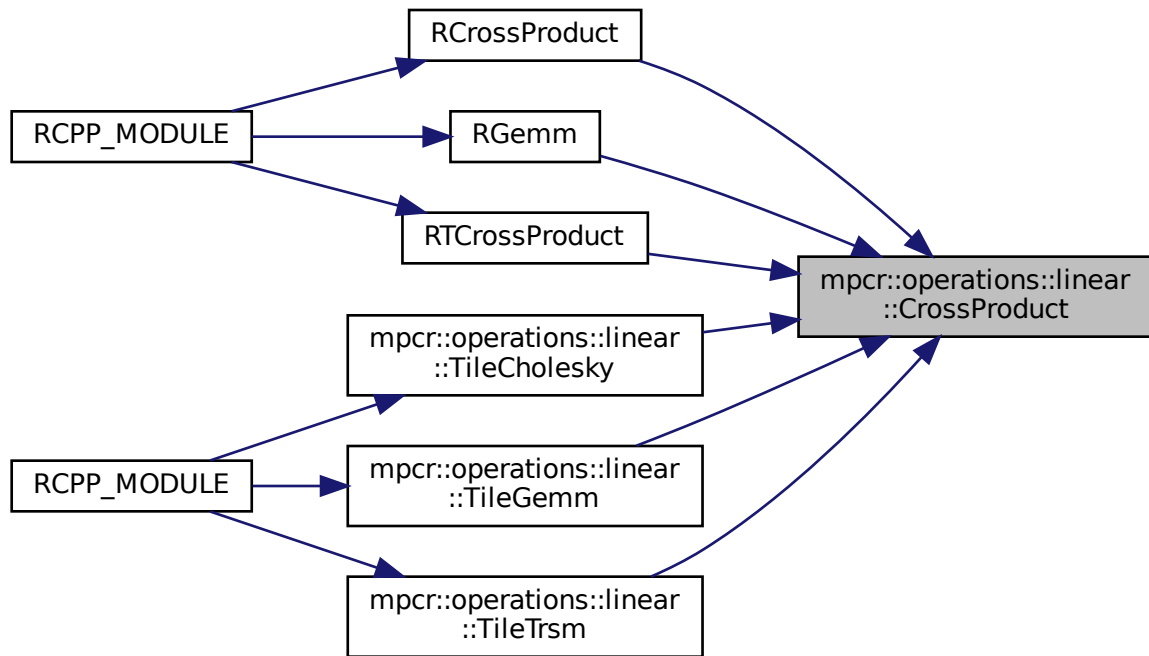 RCrossProduct
RCPP_MODULE
RGemm
RTCrossProduct
mpcr::operations::linear
::CrossProduct
mpcr::operations::linear
::TileCholesky
mpcr::operations::linear
::TileGemm
RCPP_MODULE
mpcr::operations::linear
::TileTrsm